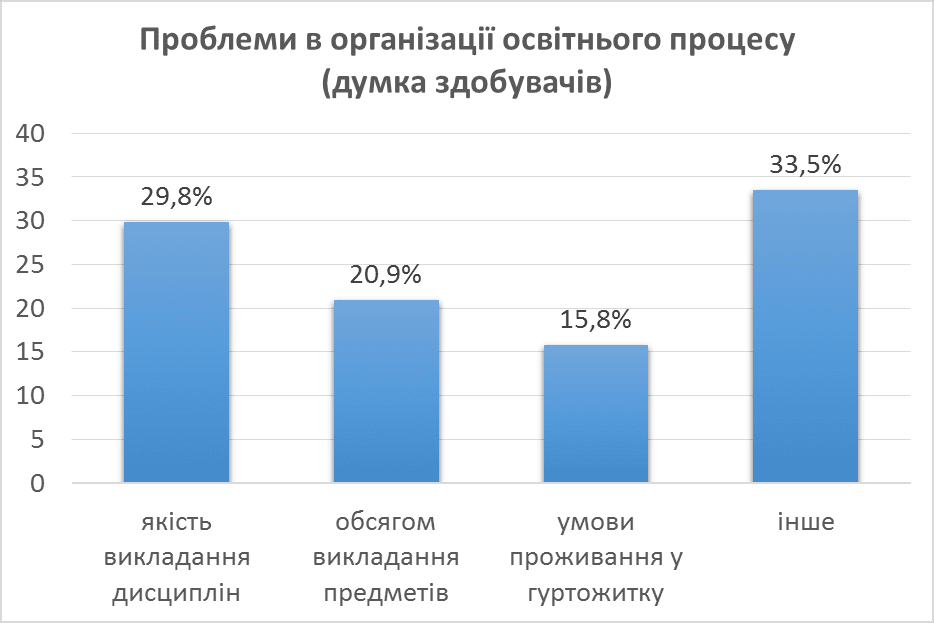 Проблеми в організації освітнього процесу
(думка здобувачів)
40
35
30
25
20
15
10
5
0
29,8%
20,9%
15,8%
33,5%
якість
викладання
дисциплін
обсягом
викладання
предметів
умови
проживання у
гуртожитку
інше